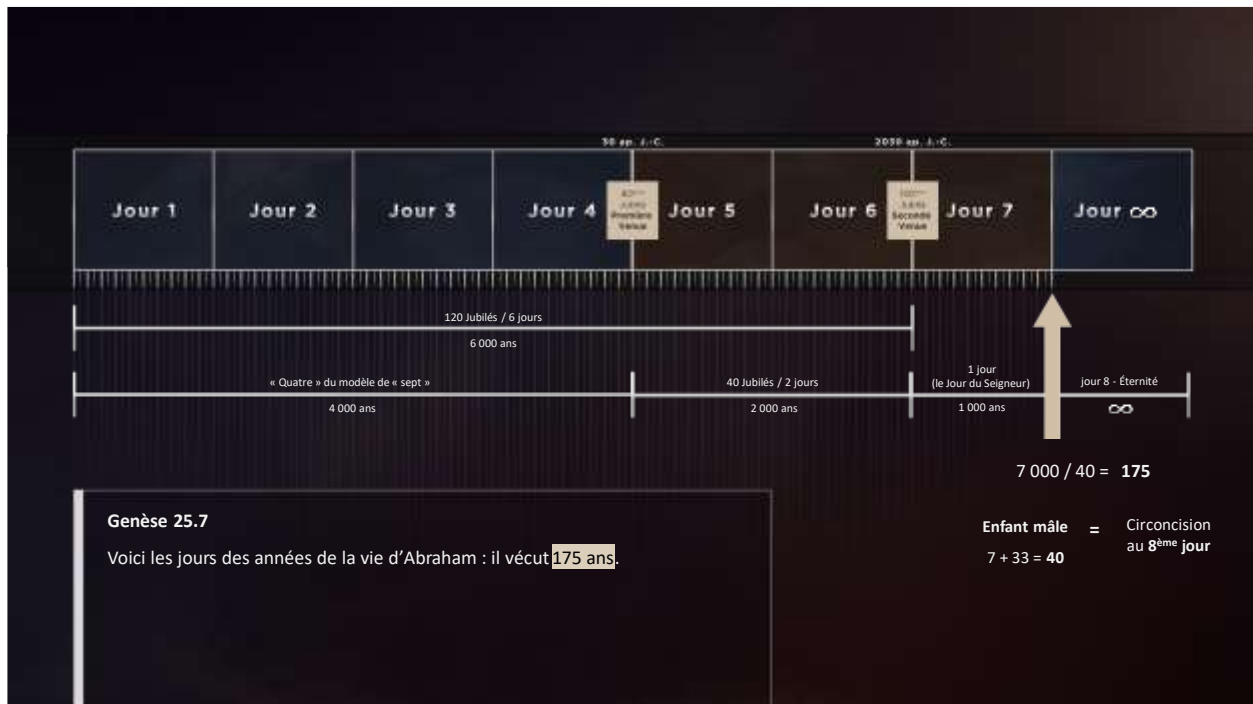 30 ap. J.-C.
2030 ap. J.-C.
Jour 1
Jour 2
Jour 3
Jour 4
Jubilé
Première
Venue
Jour 5
Jour 6
Jubilé
Seconde
Venue
Jour 7
Jour ∞
120 Jubilés / 6 jours
6 000 ans
« Quatre » du modèle de « sept »
4 000 ans
40 Jubilés / 2 jours
2 000 ans
1 jour
(le Jour du Seigneur)
1 000 ans
jour 8 - Éternité
∞
7 000 / 40 = 175
Genèse 25.7
Voici les jours des années de la vie d’Abraham : il vécut 175 ans.
Enfant mâle = Circoncision
au 8ème jour
7 + 33 = 40